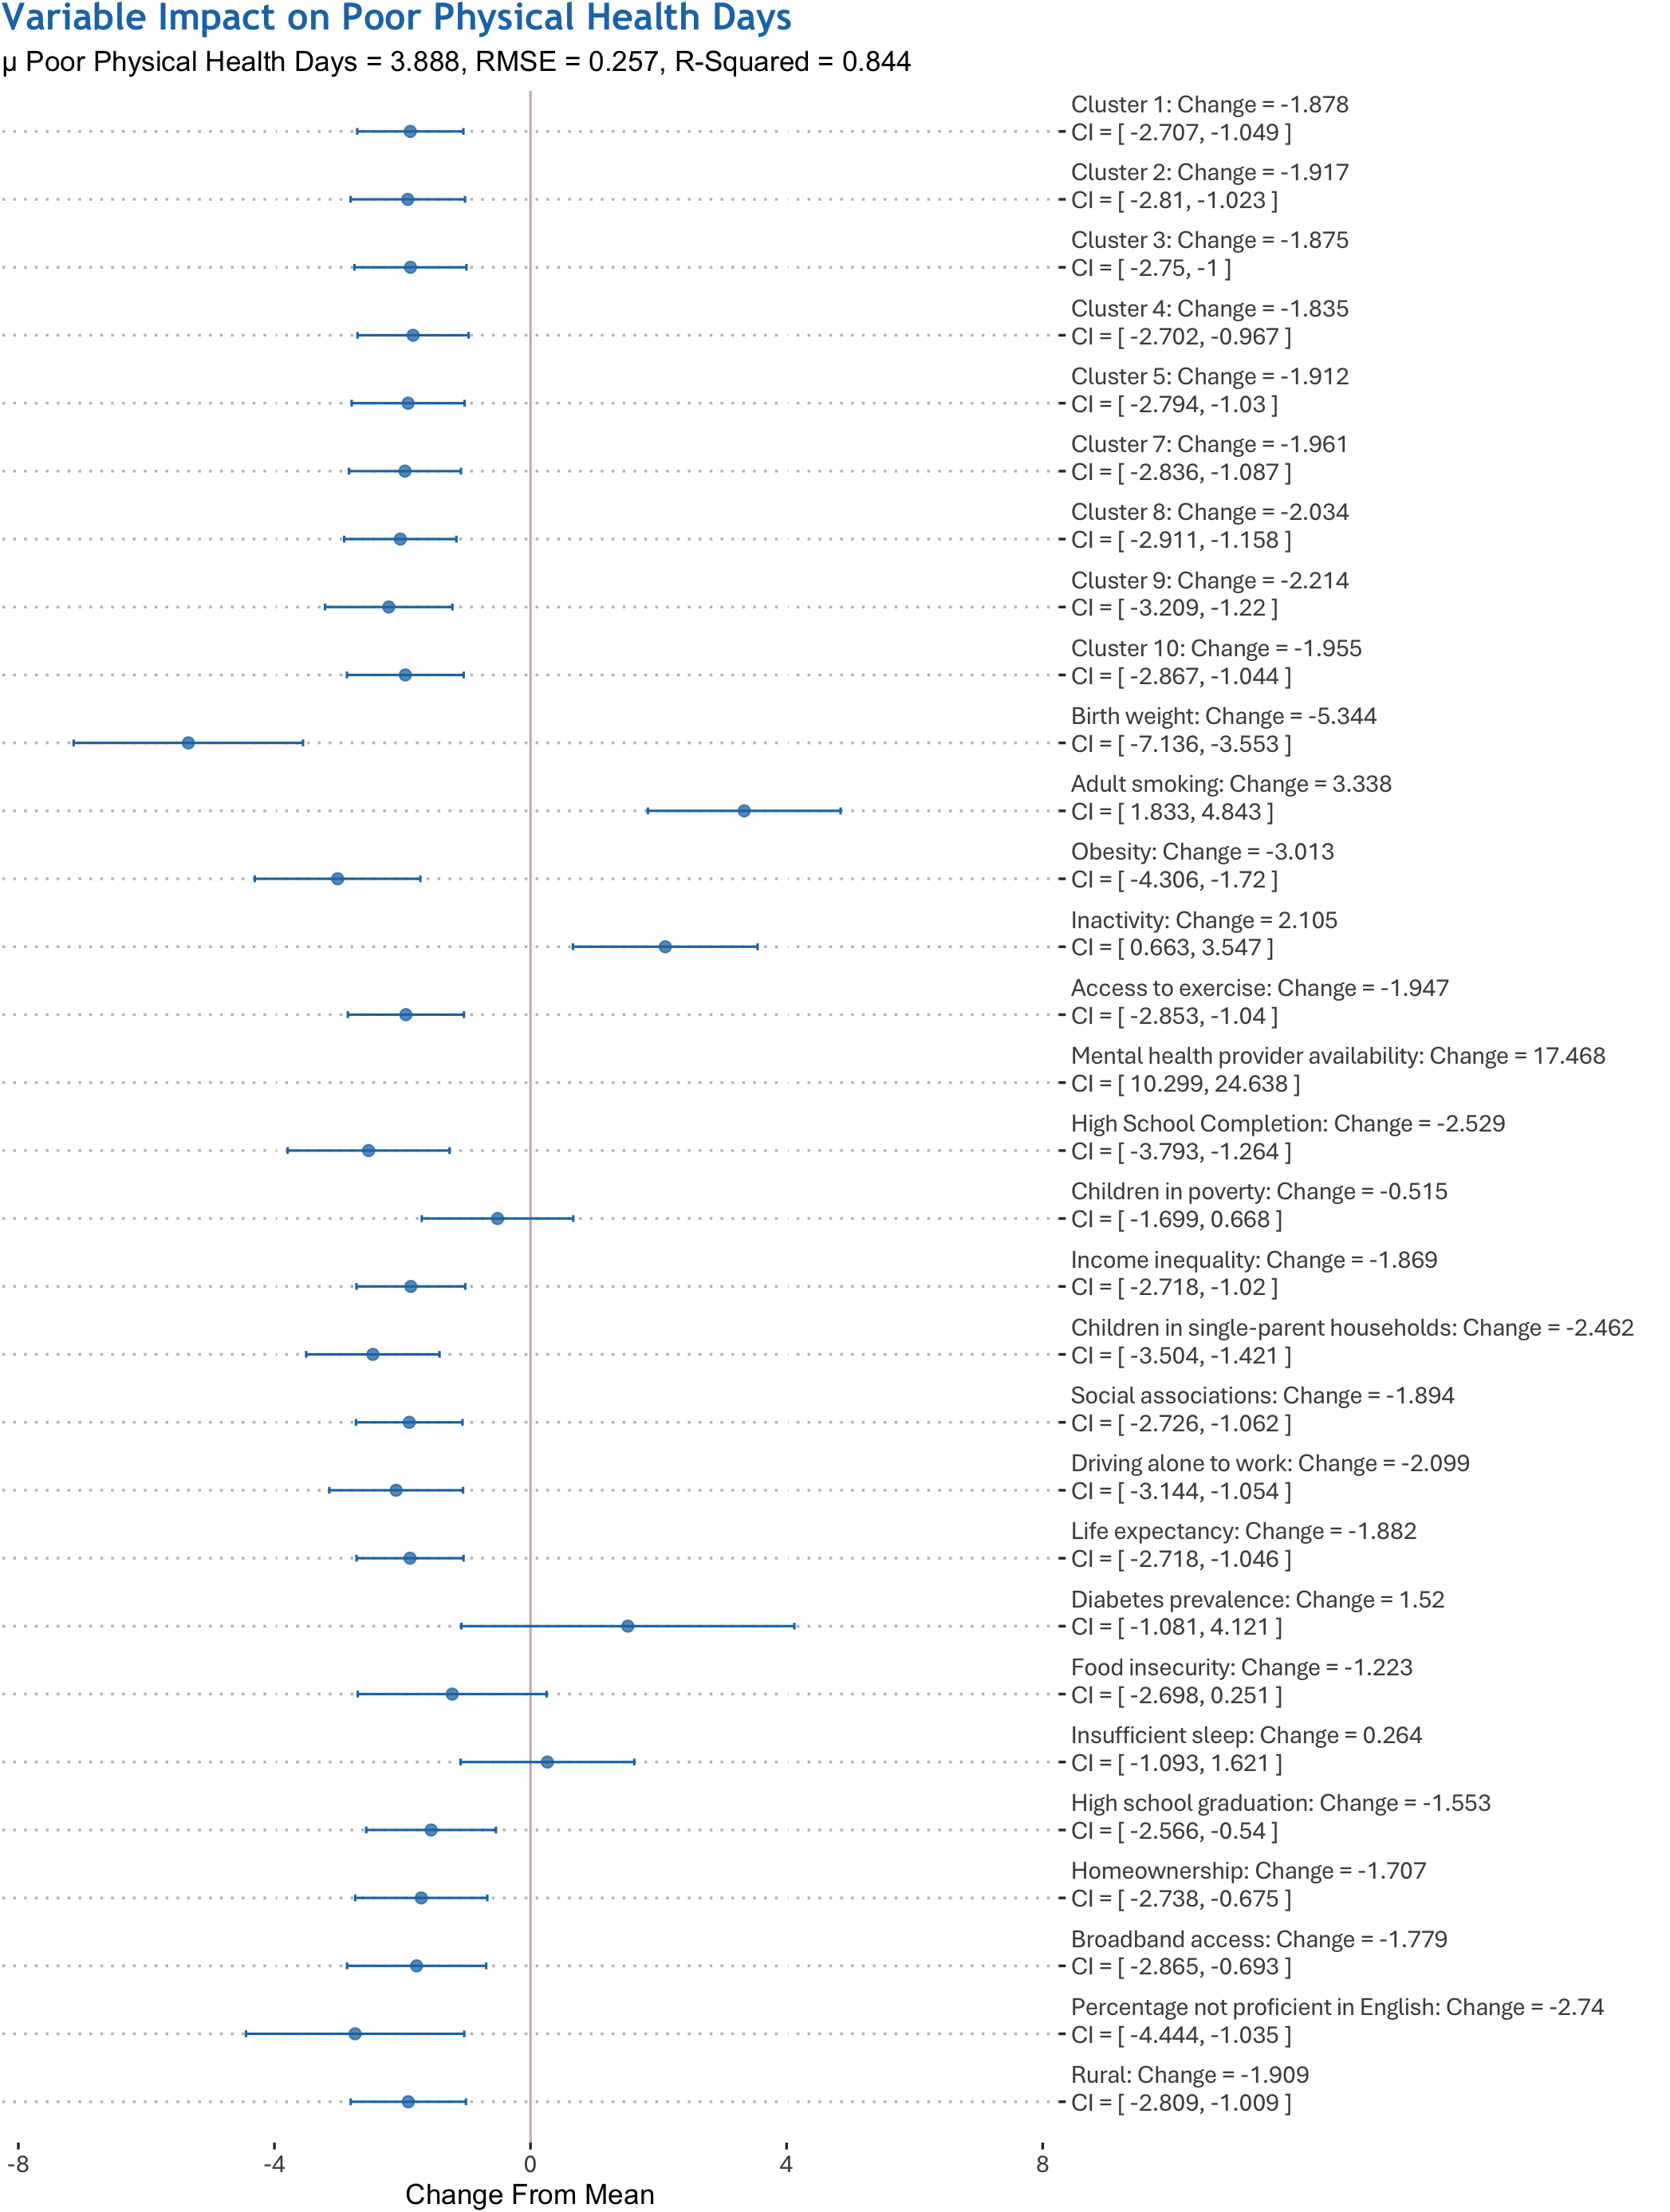 Variable Impact on Poor Physical Health Days
μ Poor Physical Health Days = 3.888, RMSE = 0.257, R-Squared = 0.844
Cluster 1: Change = -1.878
CI = [ -2.707, -1.049 ]
Cluster 2: Change = -1.917
CI = [ -2.81, -1.023 ]
Cluster 3: Change = -1.875
CI = [ -2.75, -1 ]
Cluster 4: Change = -1.835
CI = [ -2.702, -0.967 ]
Cluster 5: Change = -1.912
CI = [ -2.794, -1.03 ]
Cluster 7: Change = -1.961
CI = [ -2.836, -1.087 ]
Cluster 8: Change = -2.034
CI = [ -2.911, -1.158 ]
Cluster 9: Change = -2.214
CI = [ -3.209, -1.22 ]
Cluster 10: Change = -1.955
CI = [ -2.867, -1.044 ]
Birth weight: Change = -5.344
CI = [ -7.136, -3.553 ]
Adult smoking: Change = 3.338
CI = [ 1.833, 4.843 ]
Obesity: Change = -3.013
CI = [ -4.306, -1.72 ]
Inactivity: Change = 2.105
CI = [ 0.663, 3.547 ]
Access to exercise: Change = -1.947
CI = [ -2.853, -1.04 ]
Mental health provider availability: Change = 17.468
CI = [ 10.299, 24.638 ]
High School Completion: Change = -2.529
CI = [ -3.793, -1.264 ]
Children in poverty: Change = -0.515
CI = [ -1.699, 0.668 ]
Income inequality: Change = -1.869
CI = [ -2.718, -1.02 ]
Children in single-parent households: Change = -2.462
CI = [ -3.504, -1.421 ]
Social associations: Change = -1.894
CI = [ -2.726, -1.062 ]
Driving alone to work: Change = -2.099
CI = [ -3.144, -1.054 ]
Life expectancy: Change = -1.882
CI = [ -2.718, -1.046 ]
Diabetes prevalence: Change = 1.52
CI = [ -1.081, 4.121 ]
Food insecurity: Change = -1.223
CI = [ -2.698, 0.251 ]
Insufficient sleep: Change = 0.264
CI = [ -1.093, 1.621 ]
High school graduation: Change = -1.553
CI = [ -2.566, -0.54 ]
Homeownership: Change = -1.707
CI = [ -2.738, -0.675 ]
Broadband access: Change = -1.779
CI = [ -2.865, -0.693 ]
Percentage not proficient in English: Change = -2.74
CI = [ -4.444, -1.035 ]
Rural: Change = -1.909
CI = [ -2.809, -1.009 ]
-8 -4 0 4 8
Change From Mean